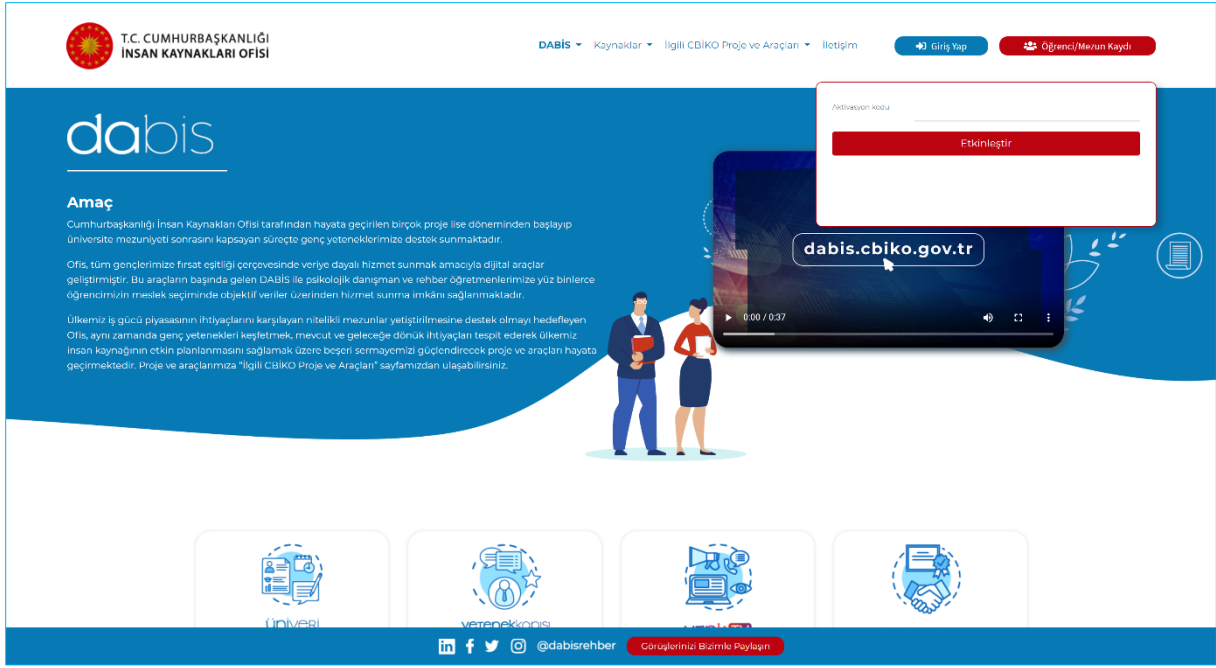 T.C. CUMHURBAŞKANLIĞI
İNSAN KAYNAKLARI OFİSİ
DABİS Kaynaklar İlgili CBİKO Proje ve Araçları İletişim Giriş Yap Öğrenci/Mezun Kaydı
Aktivasyon kodu
Etkinleştir
dabis
Amaç
Cumhurbaşkanlığı İnsan Kaynakları Ofisi tarafından hayata geçirilen birçok proje lise döneminden başlayıp
üniversite mezuniyeti sonrasını kapsayan süreçte genç yeteneklerimize destek sunmaktadır.
Ofis, tüm gençlerimize fırsat eşitliği çerçevesinde veriye dayalı hizmet sunmak amacıyla dijital araçlar
geliştirmiştir. Bu araçların başında gelen DABİS ile psikolojik danışman ve rehber öğretmenlerimize yüz binlerce
öğrencimizin meslek seçiminde objektif veriler üzerinden hizmet sunma imkânı sağlanmaktadır.
Ülkemiz iş gücü piyasasının ihtiyaçlarını karşılayan nitelikli mezunlar yetiştirilmesine destek olmayı hedefleyen
Ofis, aynı zamanda genç yetenekleri keşfetmek, mevcut ve geleceğe dönük ihtiyaçları tespit ederek ülkemiz
insan kaynağının etkin planlanmasını sağlamak üzere beşeri sermayemizi güçlendirecek proje ve araçları hayata
geçirmektedir. Proje ve araçlarımıza "İlgili CBİKO Proje ve Araçları" sayfamızdan ulaşabilirsiniz.
dabis.cbiko.gov.tr
0:00 / 0:37
üniveri
yetenekkapısı
@dabisrehber Görüşlerinizi Bizimle Paylaşın